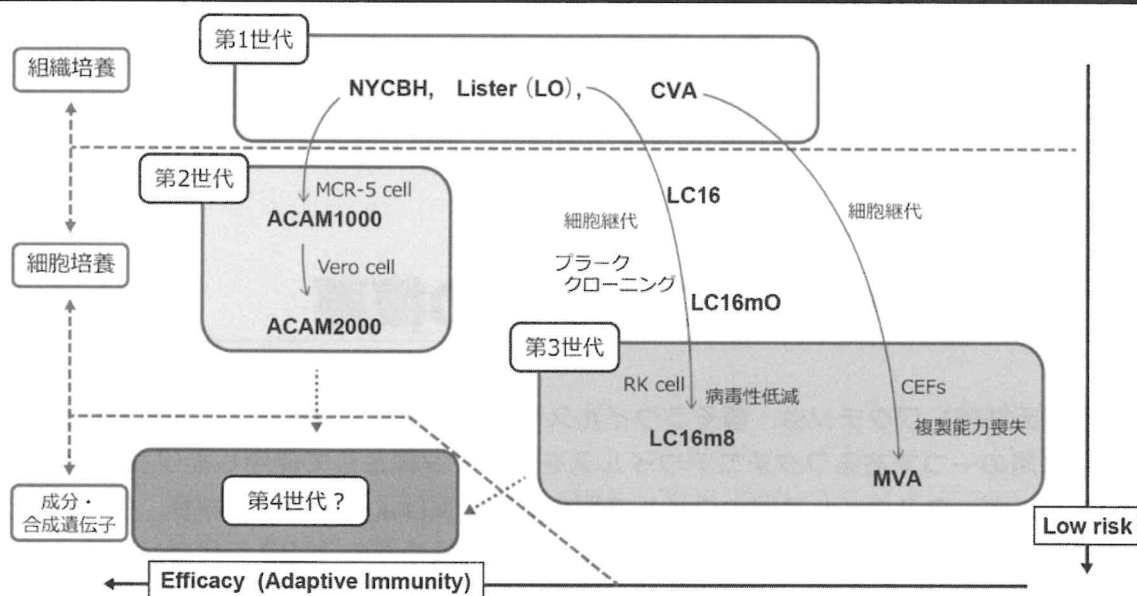 第1世代
組織培養
NYCBH, Lister(LO), CVA
第2世代
MCR-5 cell
ACAM1000
Vero cell
ACAM2000
細胞培養
LC16
細胞継代
細胞継代
プラーク
クローニング
LC16mO
第3世代
RK cell
病毒性低減
LC16m8
CEFs
複製能力喪失
MVA
第4世代？
成分・
合成遺伝子
Low risk
Efficacy (Adaptive Immunity)